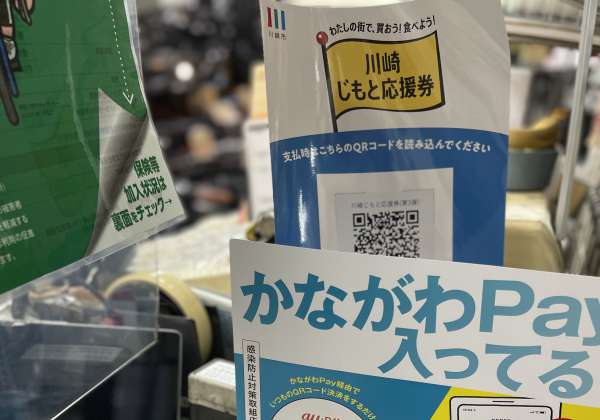 川崎市
わたしの街で、買おう!食べよう!
川崎
じもと応援券
支払時はこちらのQRコードを読み込んでください
川崎じもと応援券(第3弾)
保険等
加入状況は
裏面をチェック→
かながわPay
入ってる
感染防止対策取組
かながわPay経由で
いつものQRコード決済をするだけ
au PAY